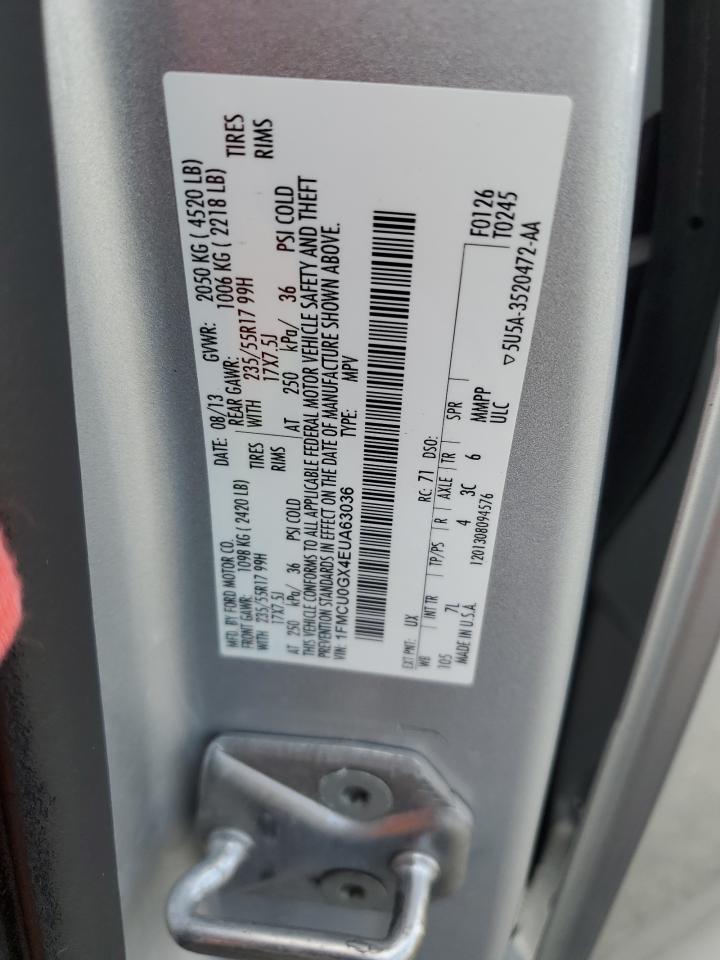 MFD. BY FORD MOTOR CO. DATE: 08/13 GVWR: 2050 KG ( 4520 LB)
FRONT GAWR: 1098 KG ( 2420 LB) REAR GAWR: 1006 KG ( 2218 LB)
WITH 235/55R17 99H TIRES WITH 235/55R17 99H TIRES
17X7.5J RIMS 17X7.5J RIMS
AT 250 kPa/ 36 PSI COLD AT 250 kPa/ 36 PSI COLD
THIS VEHICLE CONFORMS TO ALL APPLICABLE FEDERAL MOTOR VEHICLE SAFETY AND THEFT
PREVENTION STANDARDS IN EFFECT ON THE DATE OF MANUFACTURE SHOWN ABOVE.
VIN: 1FMCU0GX4EUA63036 TYPE: MPV
EXT PNT: UX RC: 71 DSO: F0126
WB INT TR TP/PS R AXLE TR SPR T0245
105 7L 4 3C 6 MMPP ▽5U5A-3520472-AA
MADE IN U.S.A. 1201308094576 ULC